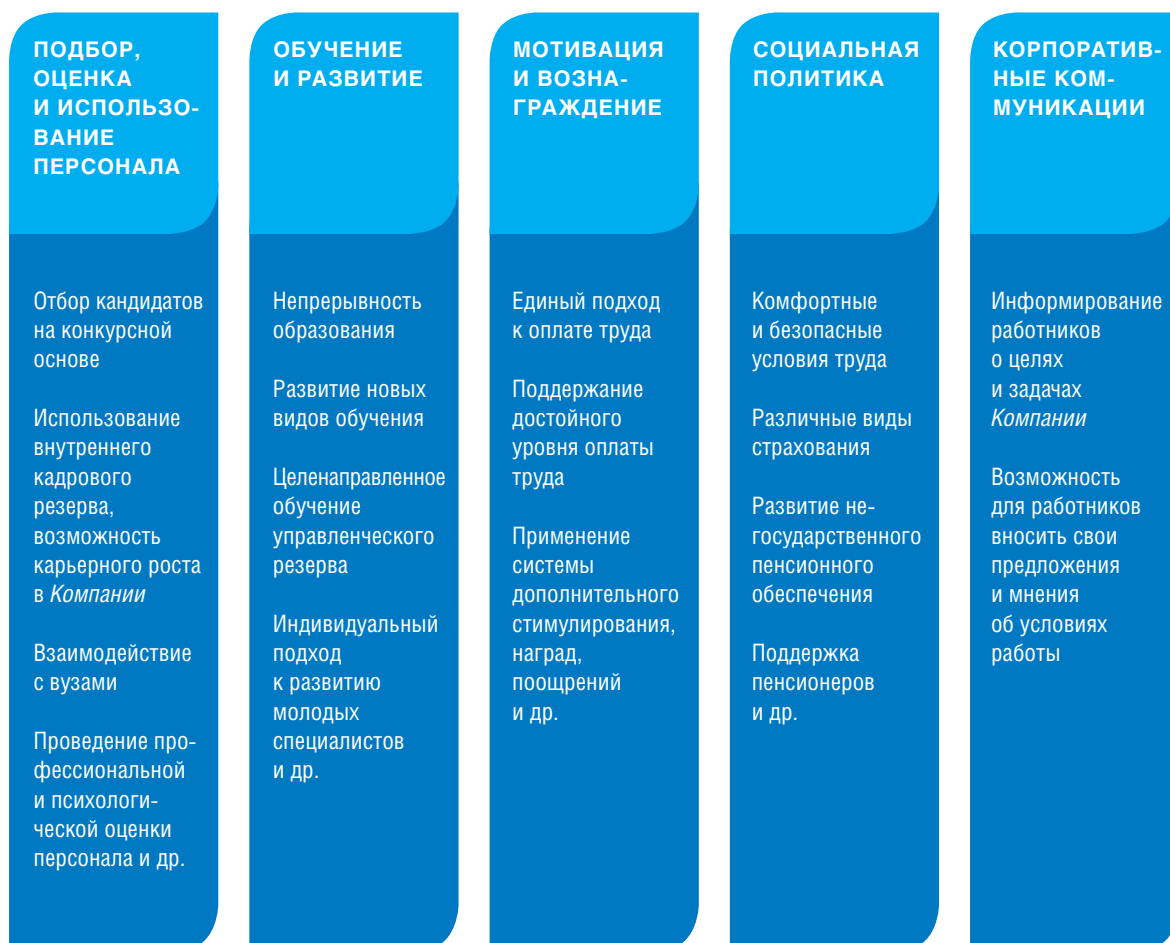 ПОДБОР,
ОЦЕНКА
И ИСПОЛЬЗО-
ВАНИЕ
ПЕРСОНАЛА
Отбор кандидатов
на конкурсной
основе
Использование
внутреннего
кадрового
резерва,
возможность
карьерного роста
в Компании
Взаимодействие
с вузами
Проведение про-
фессиональной
и психологи-
ческой оценки
персонала и др.
ОБУЧЕНИЕ
И РАЗВИТИЕ
Непрерывность
образования
Развитие новых
видов обучения
Целенаправленное
обучение
управленческого
резерва
Индивидуальный
подход
к развитию
молодых
специалистов
и др.
МОТИВАЦИЯ
И ВОЗНА-
ГРАЖДЕНИЕ
Единый подход
к оплате труда
Поддержание
достойного
уровня оплаты
труда
Применение
системы
дополнительного
стимулирования,
наград,
поощрений
и др.
СОЦИАЛЬНАЯ
ПОЛИТИКА
Комфортные
и безопасные
условия труда
Различные виды
страхования
Развитие не-
государственного
пенсионного
обеспечения
Поддержка
пенсионеров
и др.
КОРПОРАТИВ-
НЫЕ КОМ-
МУНИКАЦИИ
Информирование
работников
о целях
и задачах
Компании
Возможность
для работников
вносить свои
предложения
и мнения
об условиях
работы